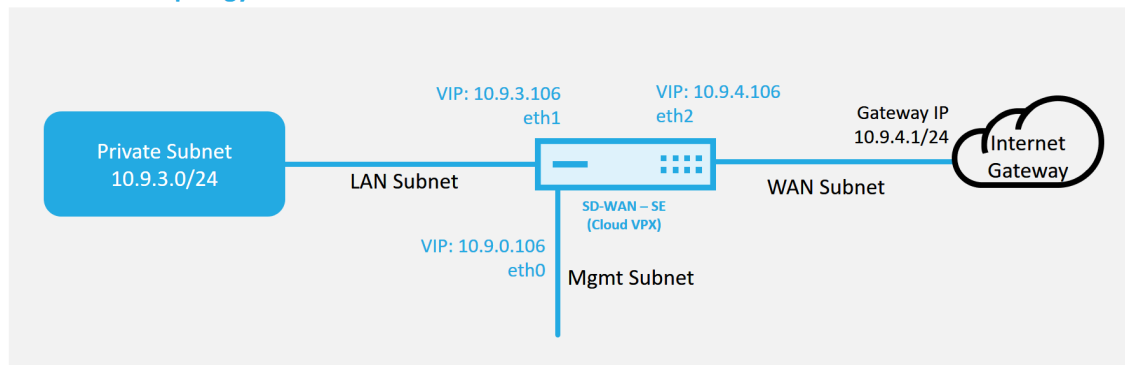 VIP: 10.9.3.106
eth1
VIP: 10.9.4.106
eth2
Gateway IP
10.9.4.1/24
Internet
Gateway
Private Subnet
10.9.3.0/24
LAN Subnet
WAN Subnet
SD-WAN – SE
(Cloud VPX)
VIP: 10.9.0.106
eth0
Mgmt Subnet